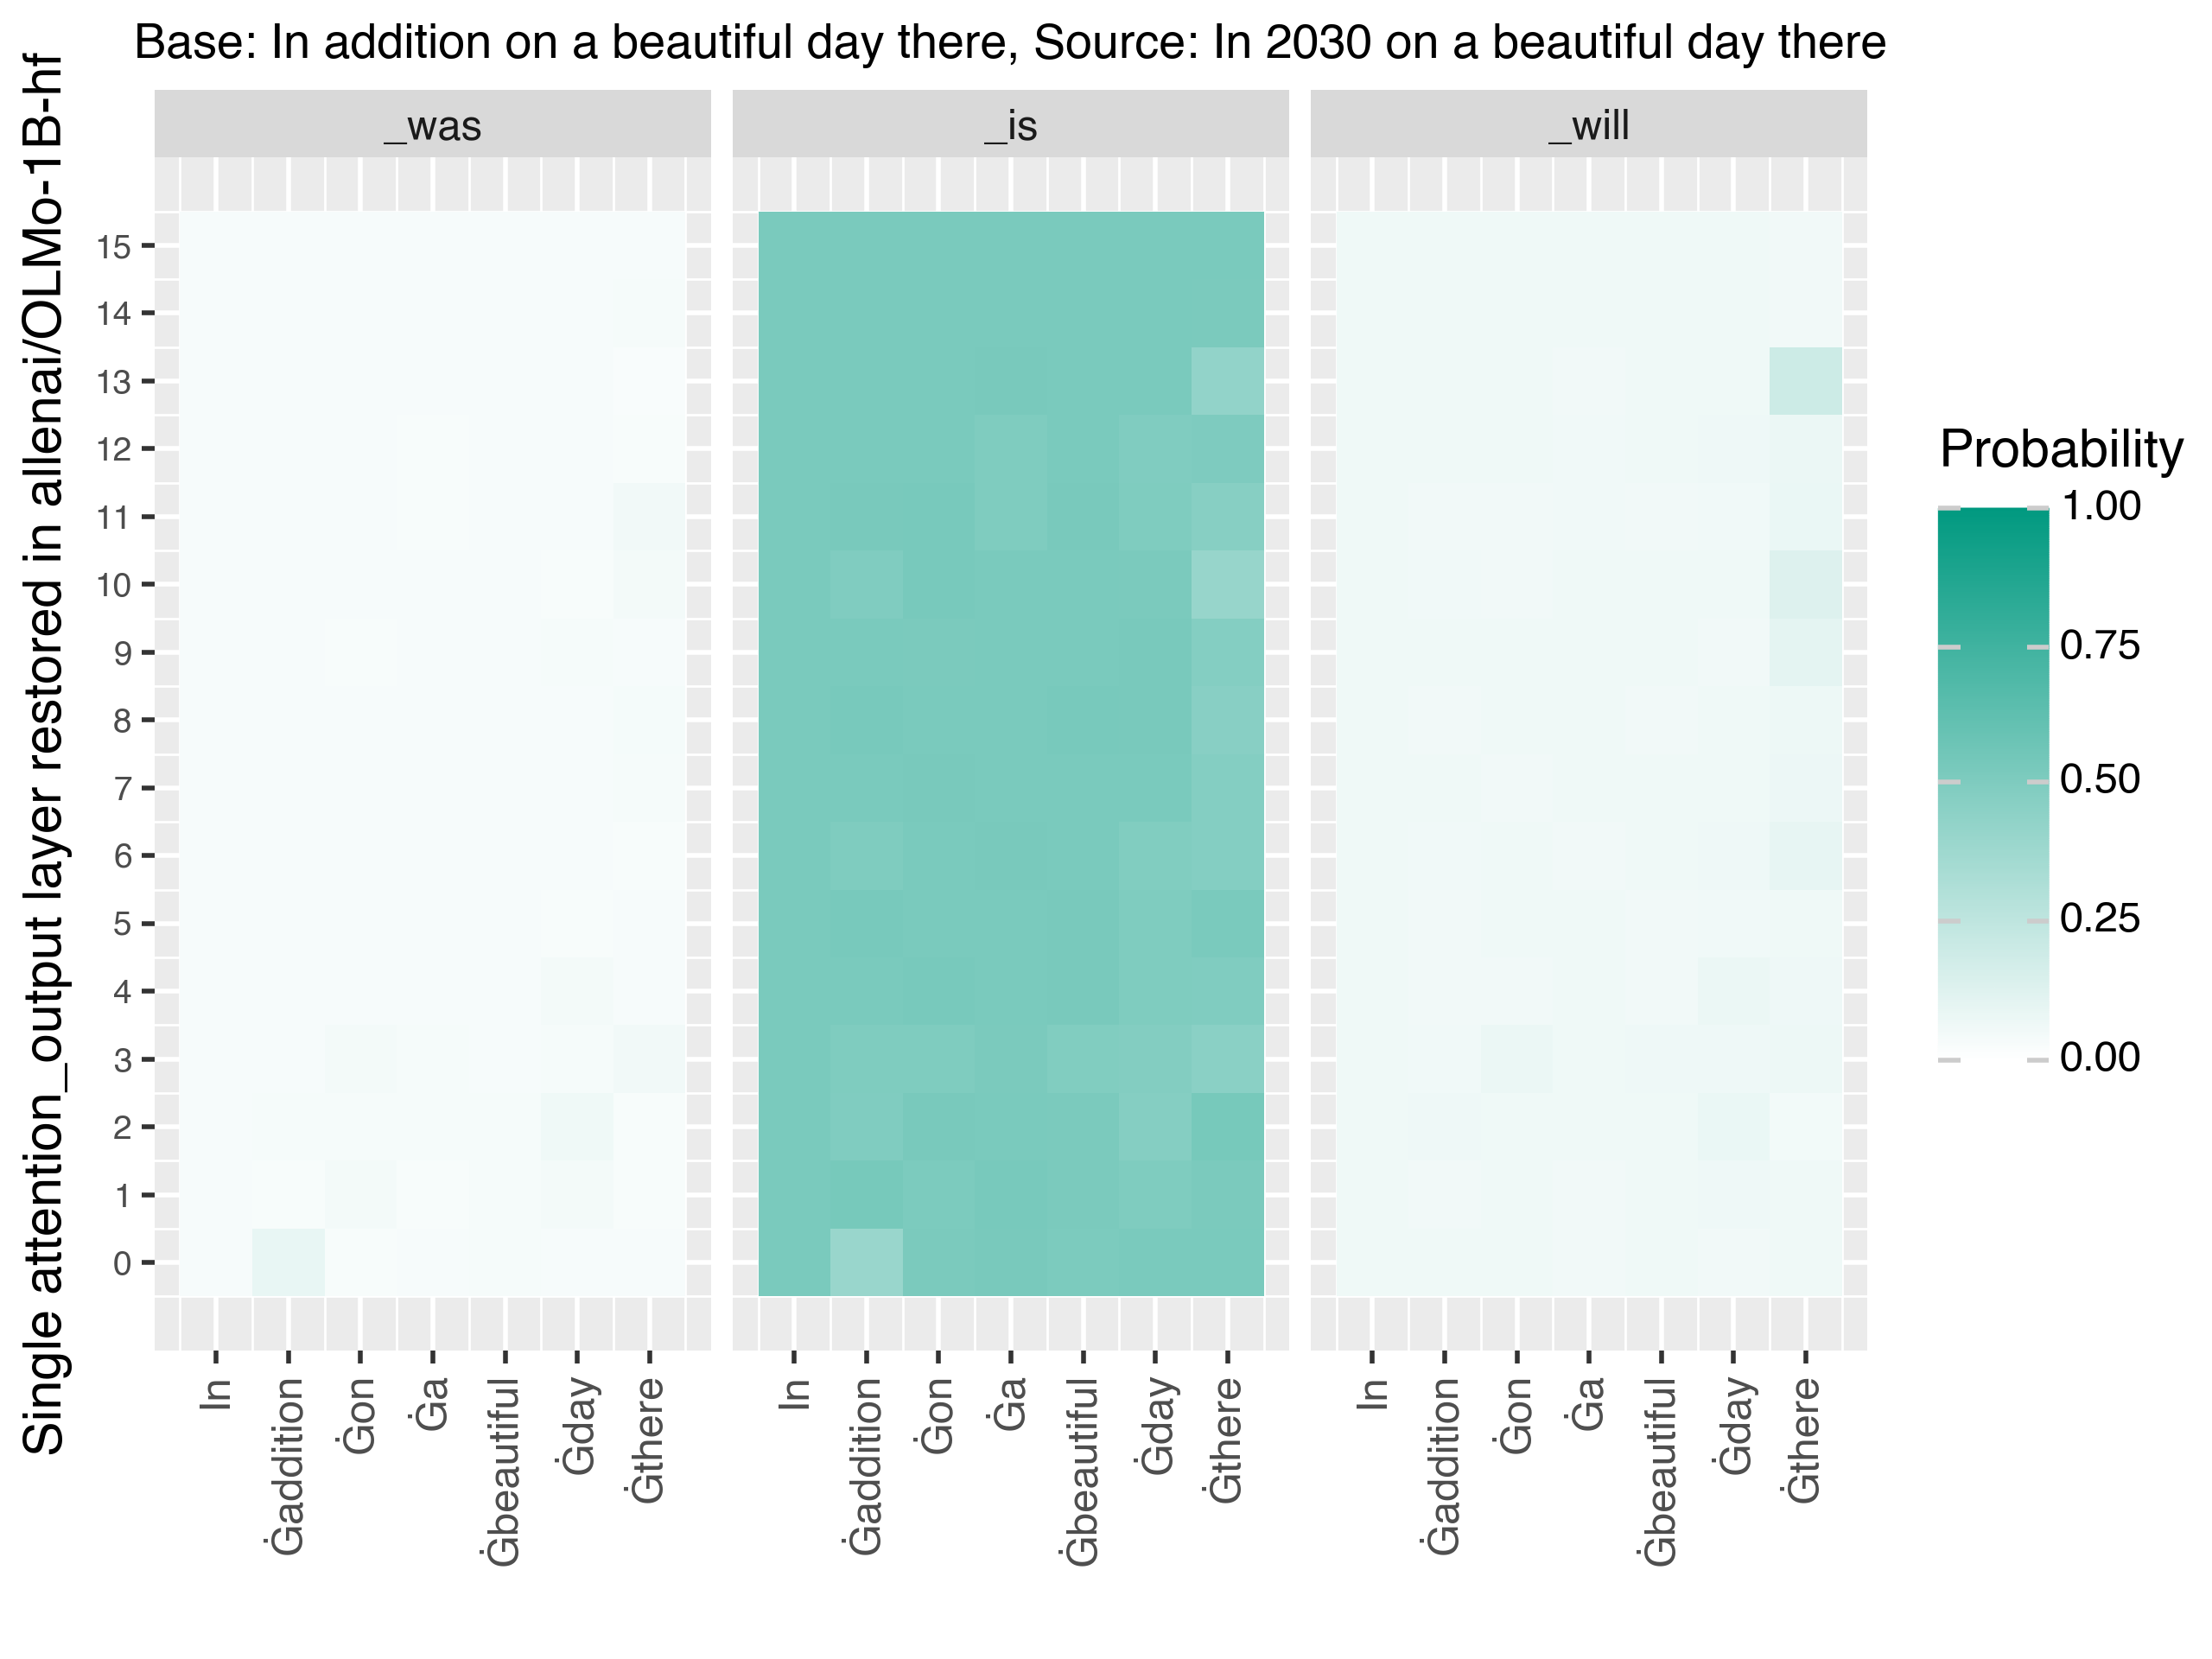 Base: In addition on a beautiful day there, Source: In 2030 on a beautiful day there
Single attention_output layer restored in allenai/OLMo-1B-hf
_was
_is
_will
15
14
13
12
11
10
9
8
7
6
5
4
3
2
1
0
In
Ġaddition
Ġon
Ġa
Ġbeautiful
Ġday
Ġthere
In
Ġaddition
Ġon
Ġa
Ġbeautiful
Ġday
Ġthere
In
Ġaddition
Ġon
Ġa
Ġbeautiful
Ġday
Ġthere
Probability
1.00
0.75
0.50
0.25
0.00